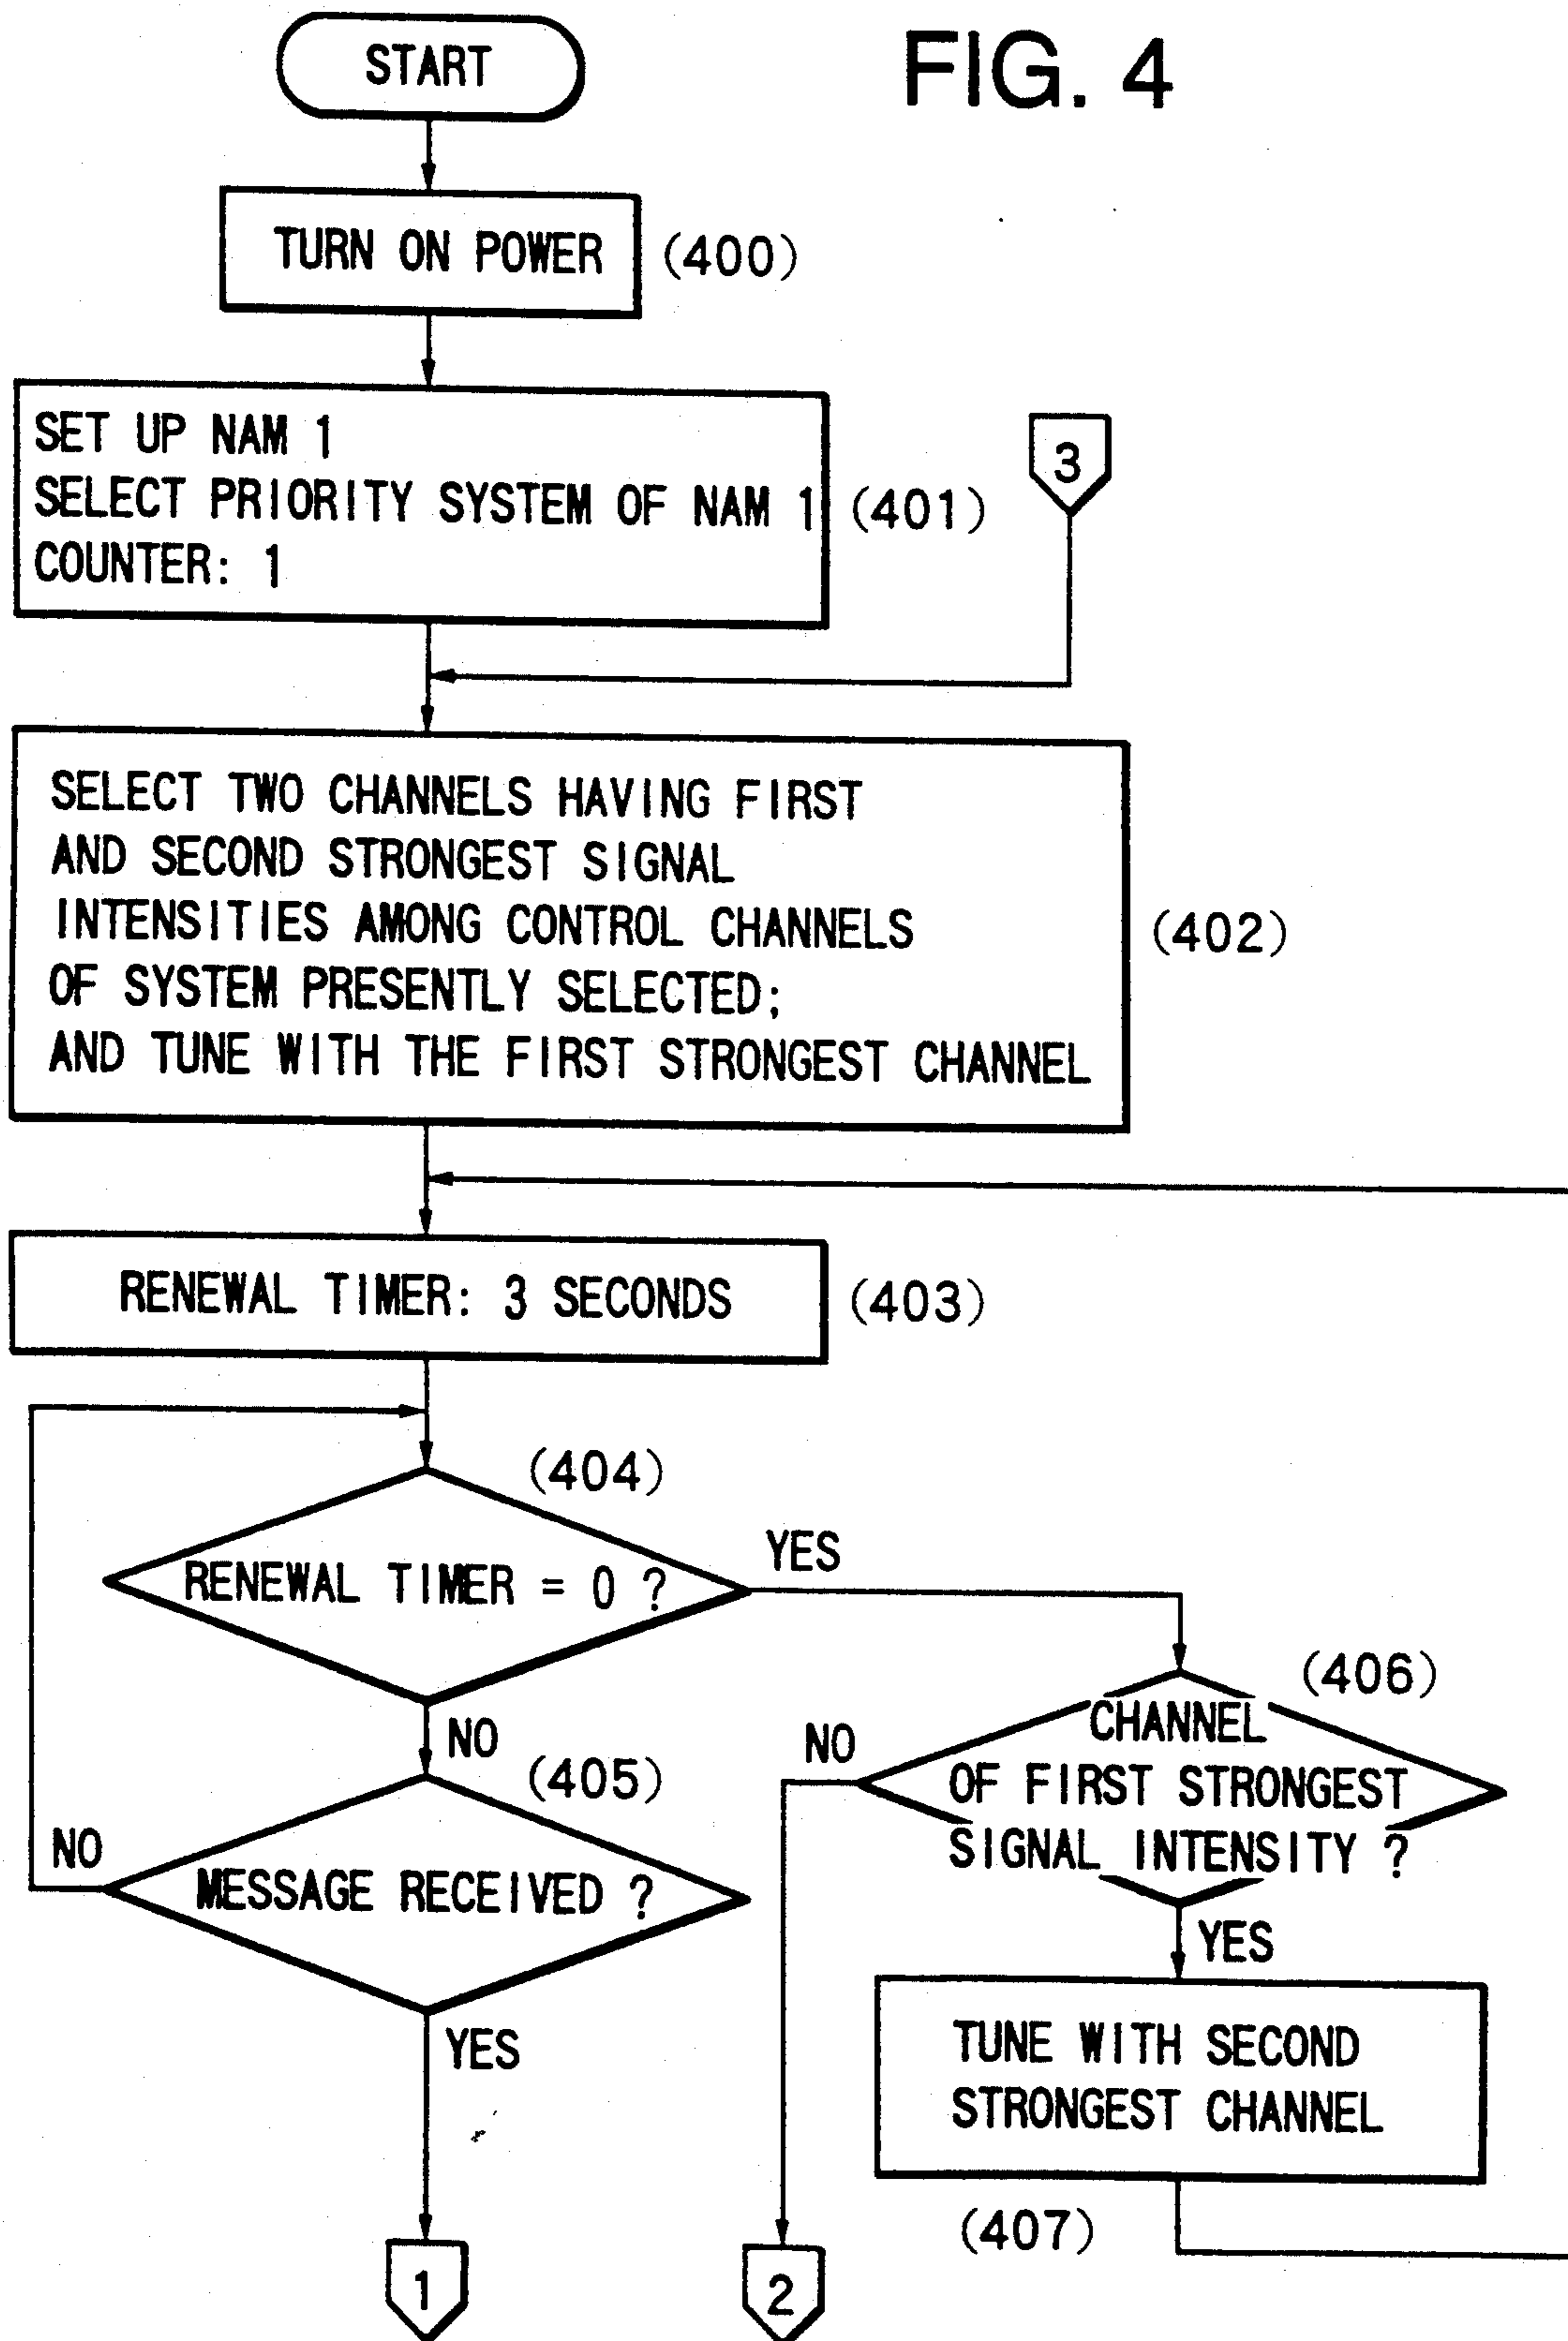 FIG. 4
START
TURN ON POWER
(400)
SET UP NAM 1
SELECT PRIORITY SYSTEM OF NAM 1
COUNTER: 1
(401)
3
SELECT TWO CHANNELS HAVING FIRST
AND SECOND STRONGEST SIGNAL
INTENSITIES AMONG CONTROL CHANNELS
OF SYSTEM PRESENTLY SELECTED;
AND TUNE WITH THE FIRST STRONGEST CHANNEL
(402)
RENEWAL TIMER: 3 SECONDS
(403)
(404)
RENEWAL TIMER = 0 ?
YES
NO
(405)
MESSAGE RECEIVED ?
NO
YES
1
(406)
CHANNEL
OF FIRST STRONGEST
SIGNAL INTENSITY ?
NO
YES
2
TUNE WITH SECOND
STRONGEST CHANNEL
(407)